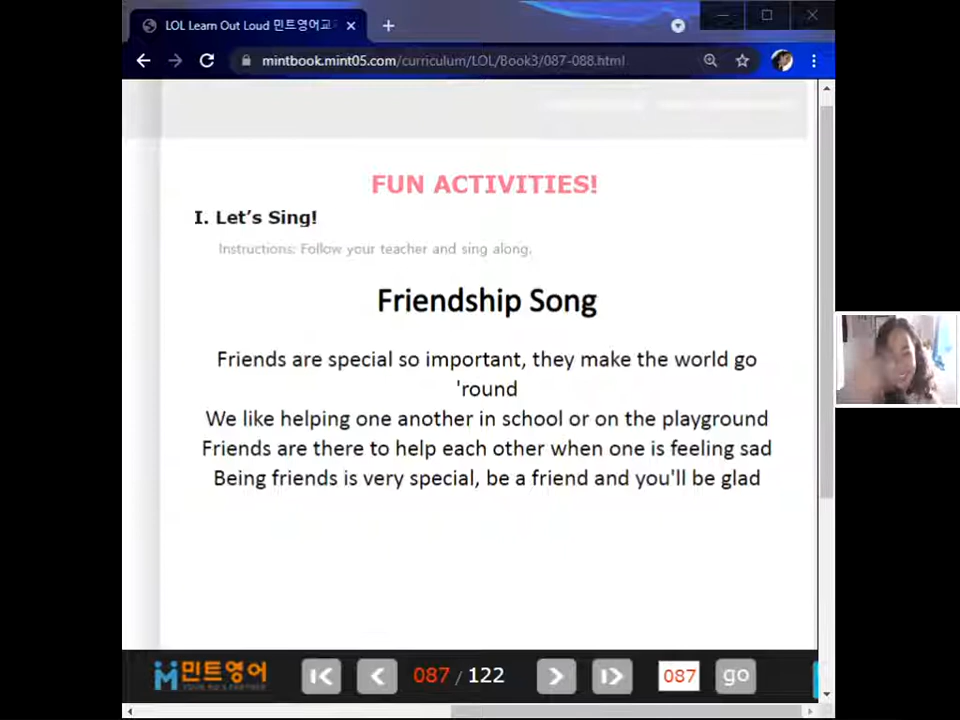 LOL Learn Out Loud 민트영어교
mintbook.mint05.com/curriculum/LOL/Book3/087-088.html
FUN ACTIVITIES!
I. Let's Sing!
Instructions: Follow your teacher and sing along.
Friendship Song
Friends are special so important, they make the world go
'round
We like helping one another in school or on the playground
Friends are there to help each other when one is feeling sad
Being friends is very special, be a friend and you'll be glad
민트영어
087 / 122 087 go